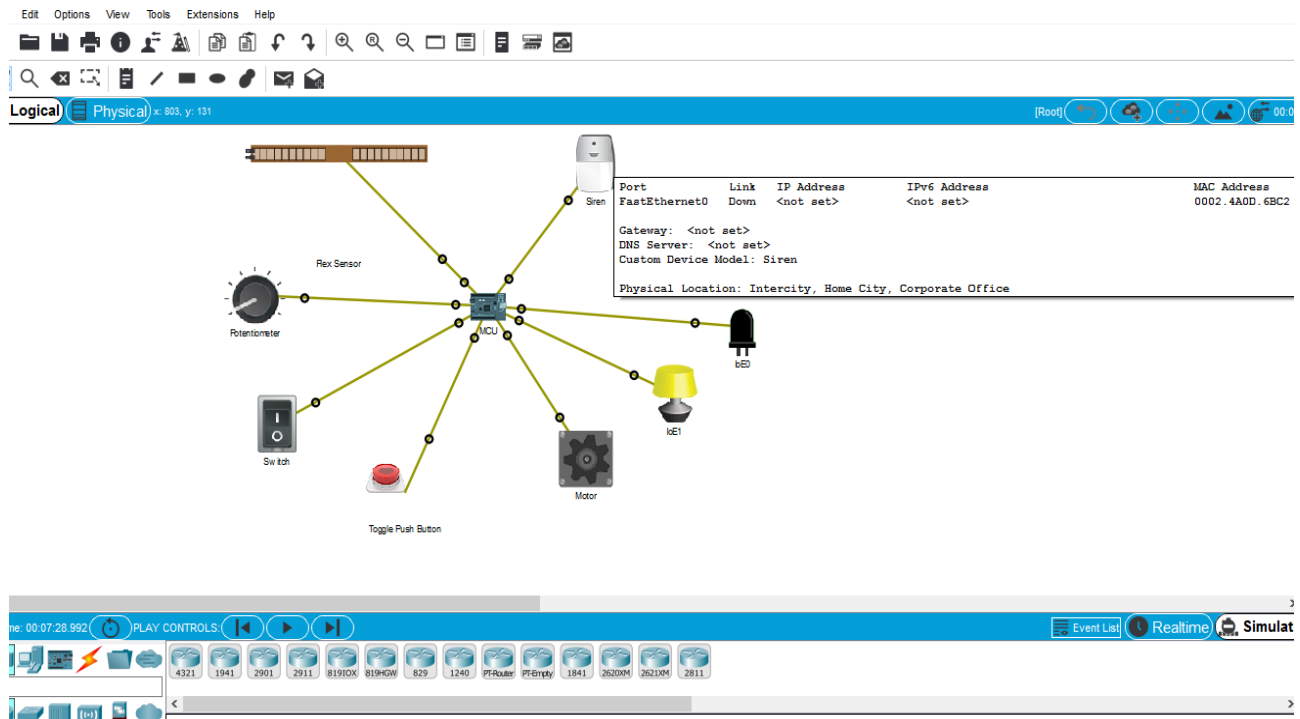 Edit Options View Tools Extensions Help
Logical Physical x: 803, y: 131 [Root] 00:0
Siren
Port Link IP Address IPv6 Address MAC Address
FastEthernet0 Down <not set> <not set> 0002.4A0D.6BC2
Gateway: <not set>
DNS Server: <not set>
Custom Device Model: Siren
Physical Location: Intercity, Home City, Corporate Office
Flex Sensor
Potentiometer
MCU
IoE0
IoE1
Switch
Motor
Toggle Push Button
me: 00:07:28.992 PLAY CONTROLS: Event List Realtime Simulat
4321 1941 2901 2911 819IOX 819HGW 829 1240 PT-Router PT-Empty 1841 2620XM 2621XM 2811